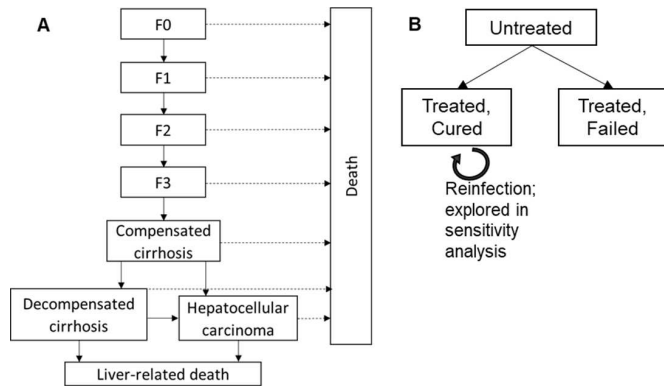 A
F0
F1
F2
F3
Compensated
cirrhosis
Decompensated
cirrhosis
Hepatocellular
carcinoma
Liver-related death
Death
B
Untreated
Treated,
Cured
Treated,
Failed
Reinfection;
explored in
sensitivity
analysis